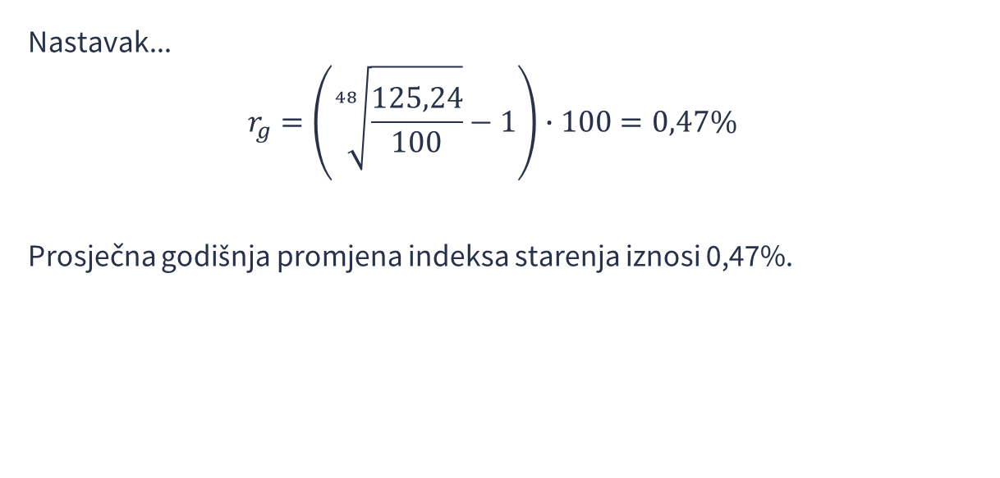 Nastavak...
r_g = ( ⁴⁸√(125,24/100) − 1 ) · 100 = 0,47%
Prosječna godišnja promjena indeksa starenja iznosi 0,47%.